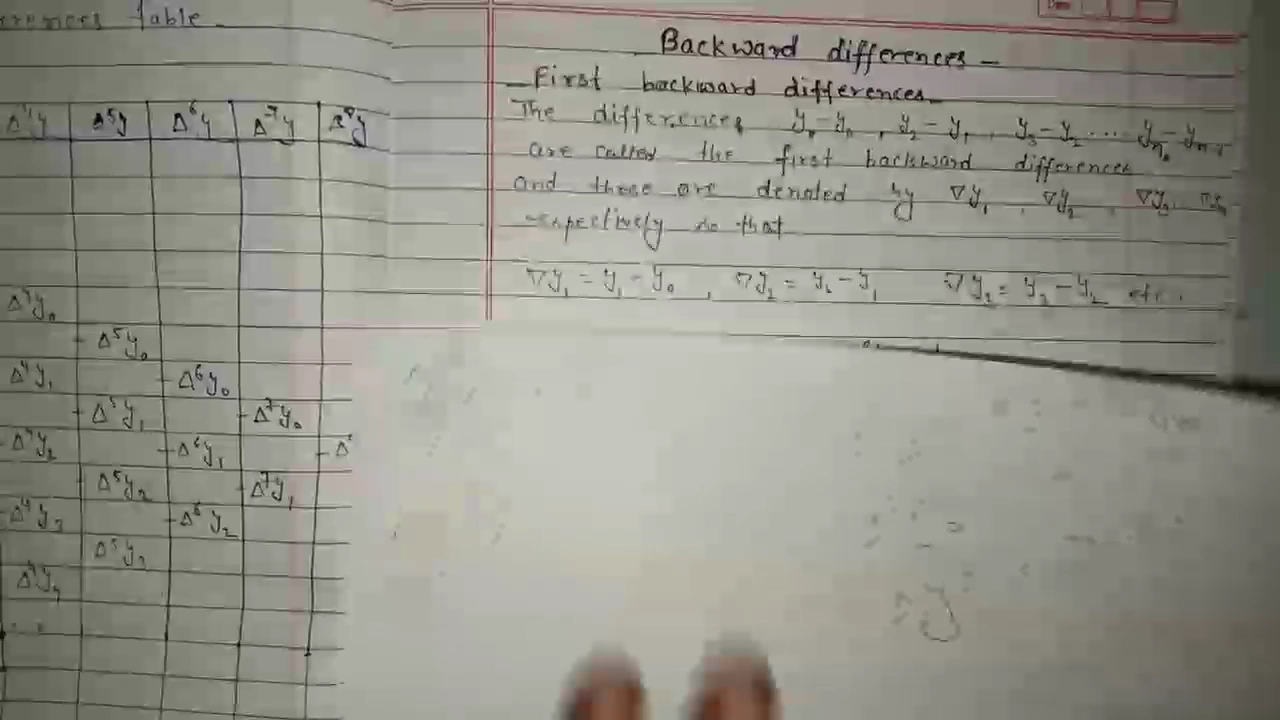 erences Table
Δ⁴y Δ⁵y Δ⁶y Δ⁷y Δ⁸y
Δ⁴y₀
Δ⁵y₀
Δ⁴y₁ Δ⁶y₀
Δ⁵y₁ Δ⁷y₀
Δ⁴y₂ Δ⁶y₁
Δ⁵y₂ Δ⁷y₁
Δ⁴y₃ Δ⁶y₂
Δ⁵y₃
Δ⁴y₄
Backward differences –
First backward differences
The differences y₁–y₀, y₂–y₁, y₃–y₂ ... yₙ–yₙ₋₁
are called the first backward differences
and these are denoted by ∇y₁, ∇y₂, ∇y₃, ∇yₙ
respectively so that
∇y₁ = y₁ – y₀, ∇y₂ = y₂ – y₁ ∇y₃ = y₃ – y₂ etc.